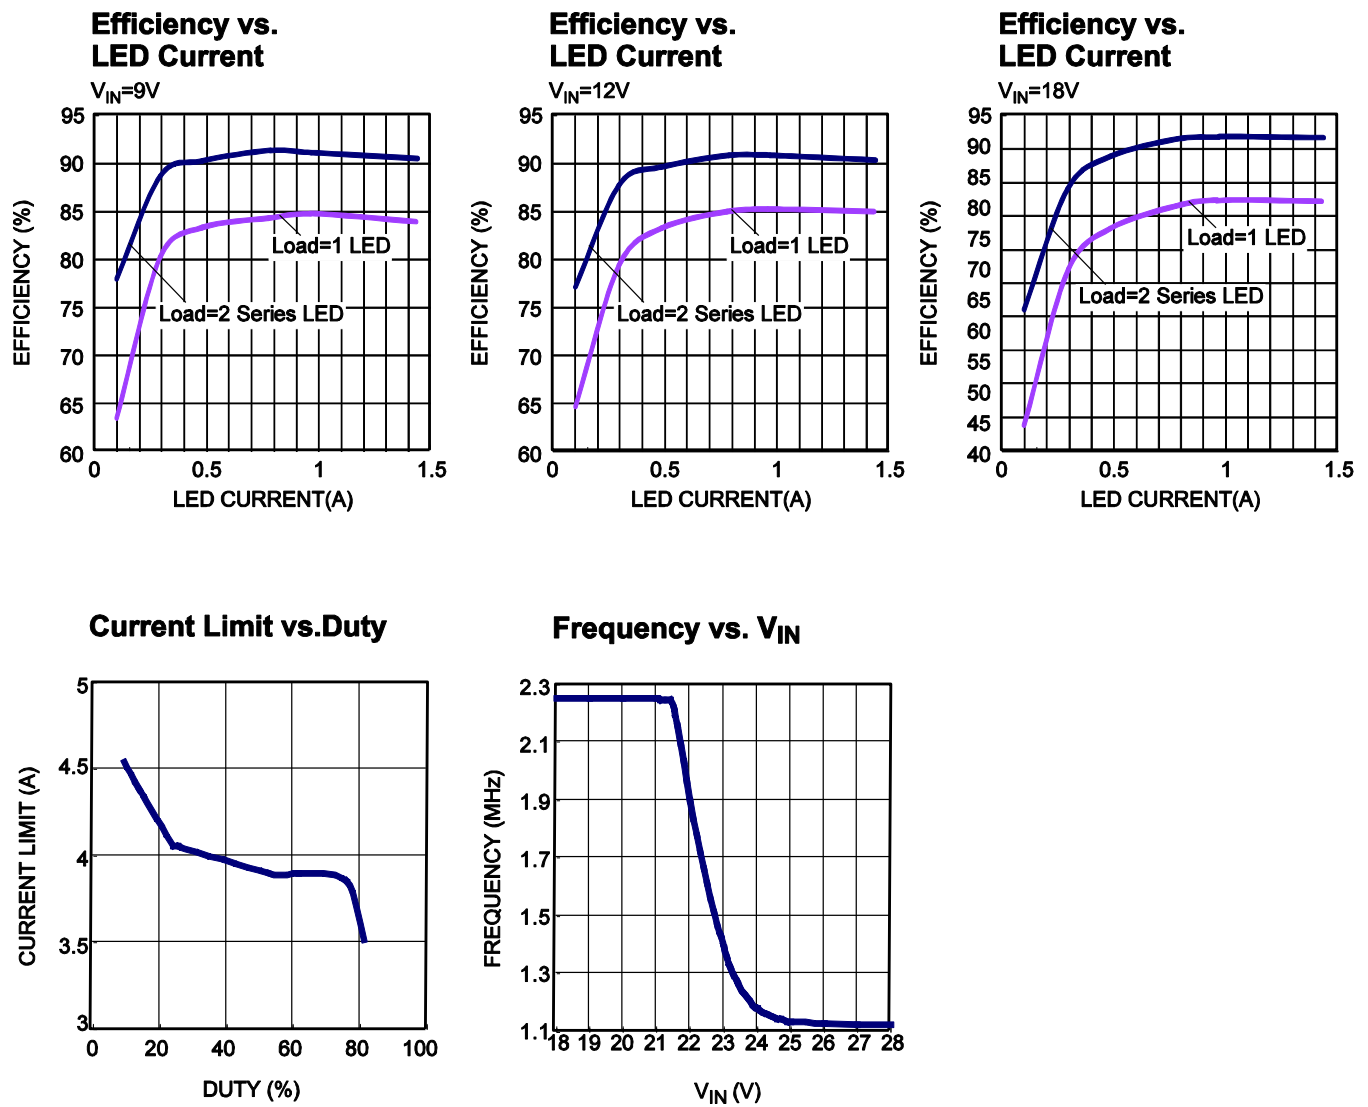 Efficiency vs.
LED Current
VIN=9V
95
90
85
80
75
70
65
60
0
0.5
1
1.5
EFFICIENCY (%)
LED CURRENT(A)
Load=1 LED
Load=2 Series LED
Efficiency vs.
LED Current
VIN=12V
95
90
85
80
75
70
65
60
0
0.5
1
1.5
EFFICIENCY (%)
LED CURRENT(A)
Load=1 LED
Load=2 Series LED
Efficiency vs.
LED Current
VIN=18V
95
90
85
80
75
70
65
60
55
50
45
40
0
0.5
1
1.5
EFFICIENCY (%)
LED CURRENT(A)
Load=1 LED
Load=2 Series LED
Current Limit vs.Duty
5
4.5
4
3.5
3
0
20
40
60
80
100
CURRENT LIMIT (A)
DUTY (%)
Frequency vs. VIN
2.3
2.1
1.9
1.7
1.5
1.3
1.1
18 19 20 21 22 23 24 25 26 27 28
FREQUENCY (MHz)
VIN (V)